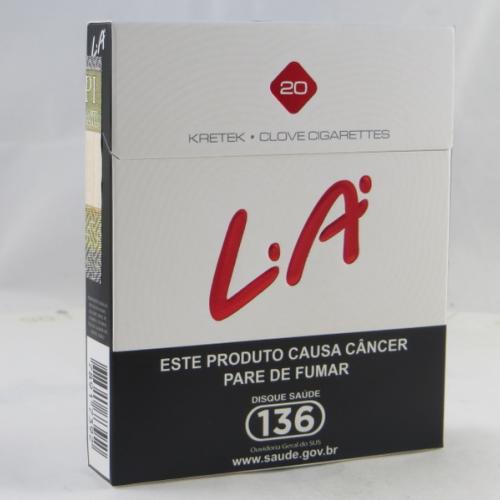 L.A
PI
20
KRETEK • CLOVE CIGARETTES
L.A
ESTE PRODUTO CAUSA CÂNCER
PARE DE FUMAR
DISQUE SAÚDE
136
Ouvidoria Geral do SUS
www.saude.gov.br